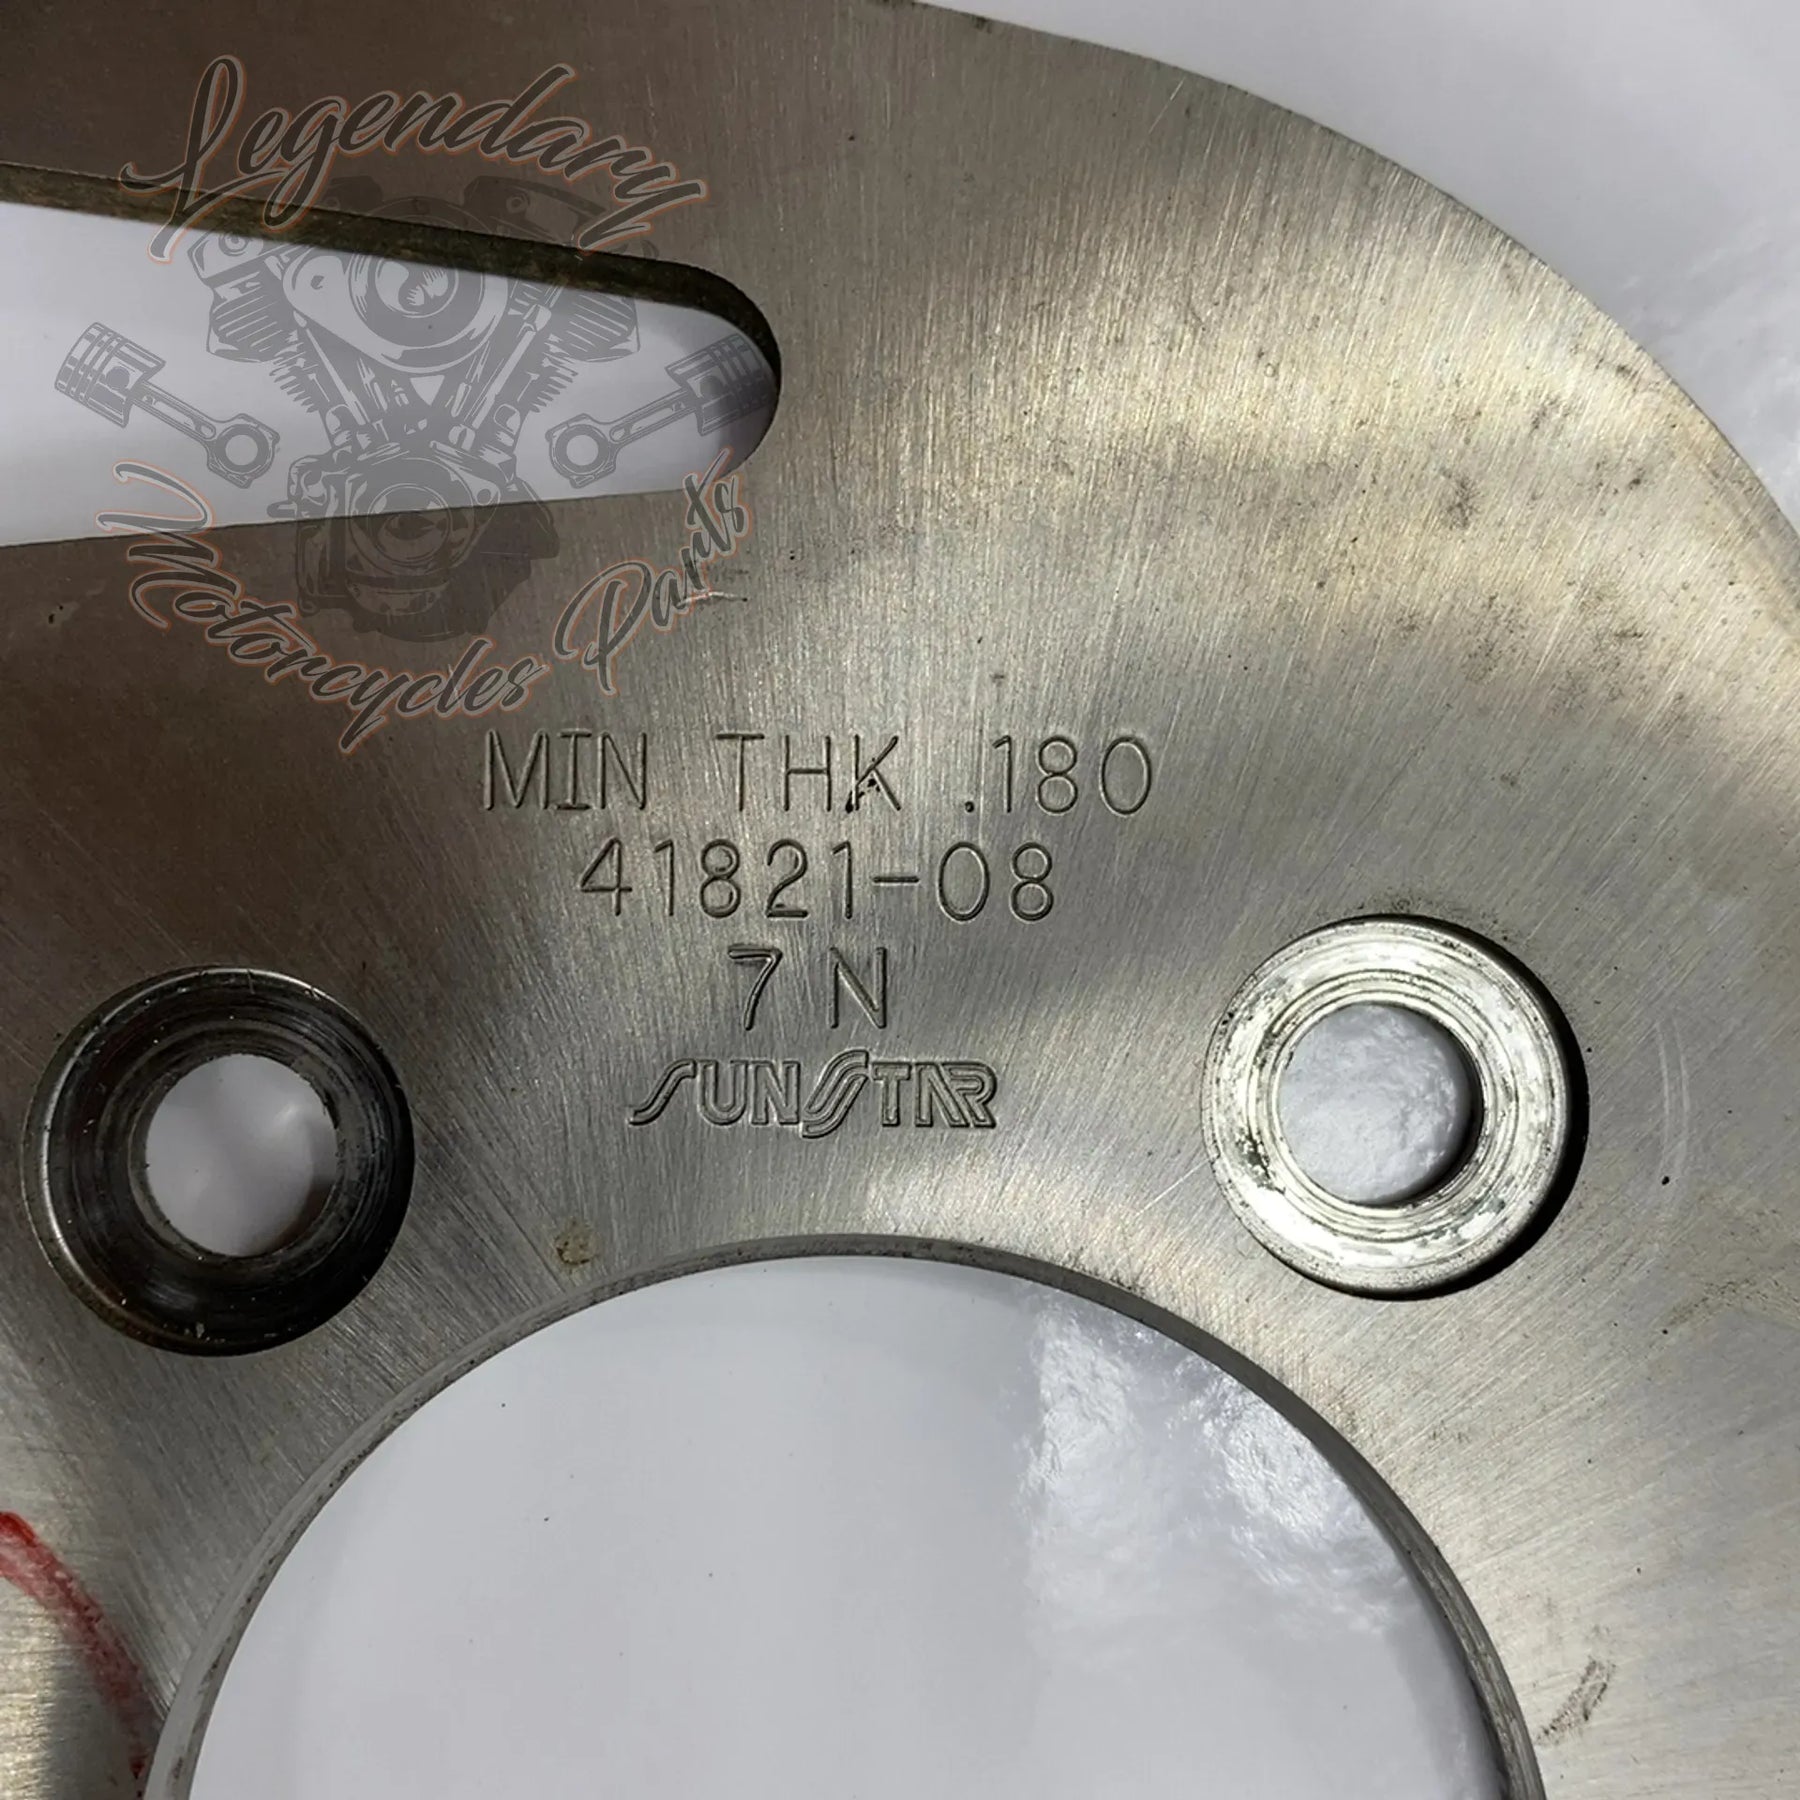 Legendary
Motorcycles Parts
MIN THK .180
41821-08
7 N
SUNSTAR